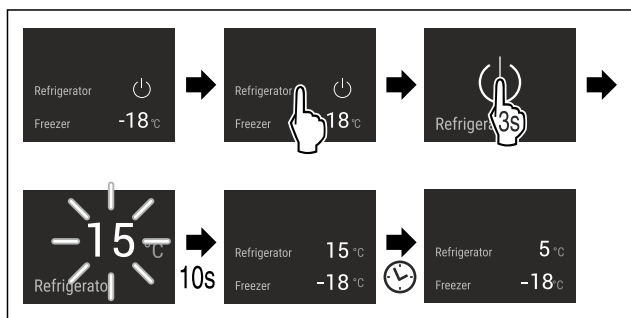 Refrigerator
Freezer -18 °C
Refrigerator
Freezer 18 °C
Refrigera 3s
15 °C
Refrigerato
10s
Refrigerator 15 °C
Freezer -18 °C
Refrigerator 5 °C
Freezer -18 °C